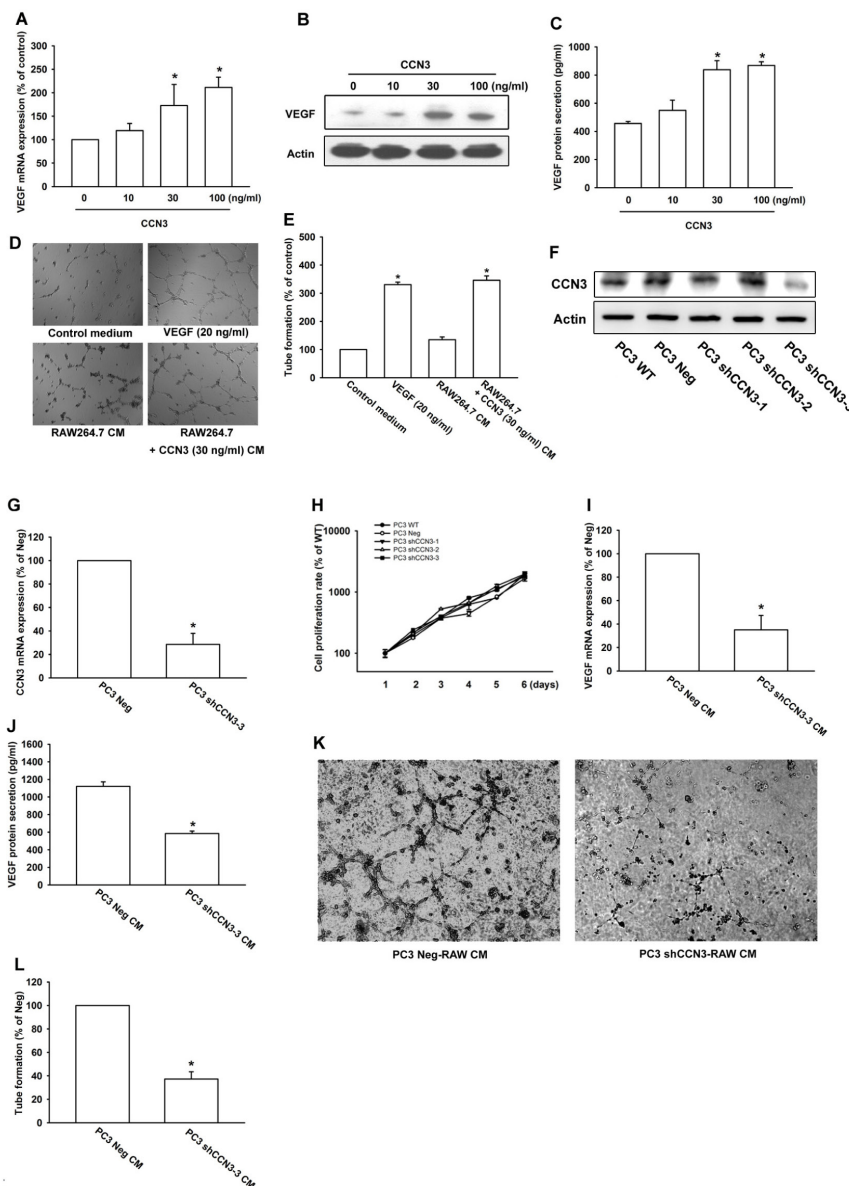 A
VEGF mRNA expression (% of control)
300
250
200
150
100
50
0
*
*
0 10 30 100 (ng/ml)
CCN3
B
CCN3
0 10 30 100 (ng/ml)
VEGF
Actin
C
VEGF protein secretion (pg/ml)
1000
800
600
400
200
0
*
*
0 10 30 100 (ng/ml)
CCN3
D
Control medium
VEGF (20 ng/ml)
RAW264.7 CM
RAW264.7
+ CCN3 (30 ng/ml) CM
E
Tube formation (% of control)
500
400
300
200
100
0
*
*
Control medium
VEGF (20 ng/ml)
RAW264.7 CM
RAW264.7
+ CCN3 (30 ng/ml) CM
F
CCN3
Actin
PC3 WT
PC3 Neg
PC3 shCCN3-1
PC3 shCCN3-2
PC3 shCCN3-3
G
CCN3 mRNA expression (% of Neg)
120
100
80
60
40
20
0
*
PC3 Neg
PC3 shCCN3-3
H
Cell proliferation rate (% of WT)
10000
1000
100
PC3 WT
PC3 Neg
PC3 shCCN3-1
PC3 shCCN3-2
PC3 shCCN3-3
1 2 3 4 5 6 (days)
I
VEGF mRNA expression (% of Neg)
120
100
80
60
40
20
0
*
PC3 Neg CM
PC3 shCCN3-3 CM
J
VEGF protein secretion (pg/ml)
1600
1400
1200
1000
800
600
400
200
0
*
PC3 Neg CM
PC3 shCCN3-3 CM
K
PC3 Neg-RAW CM
PC3 shCCN3-RAW CM
L
Tube formation (% of Neg)
120
100
80
60
40
20
0
*
PC3 Neg CM
PC3 shCCN3-3 CM